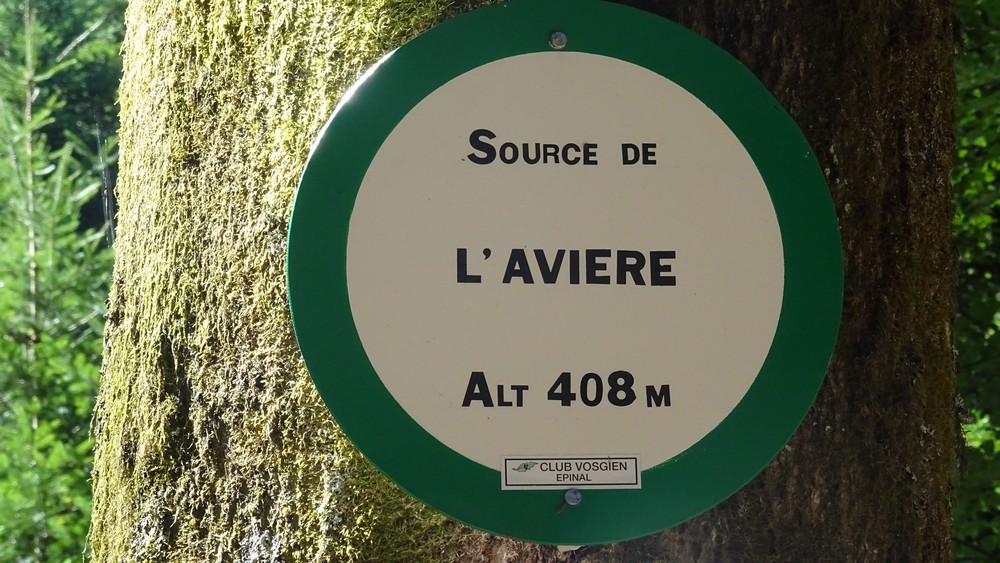 SOURCE DE
L'AVIERE
ALT 408 M
CLUB VOSGIEN
EPINAL